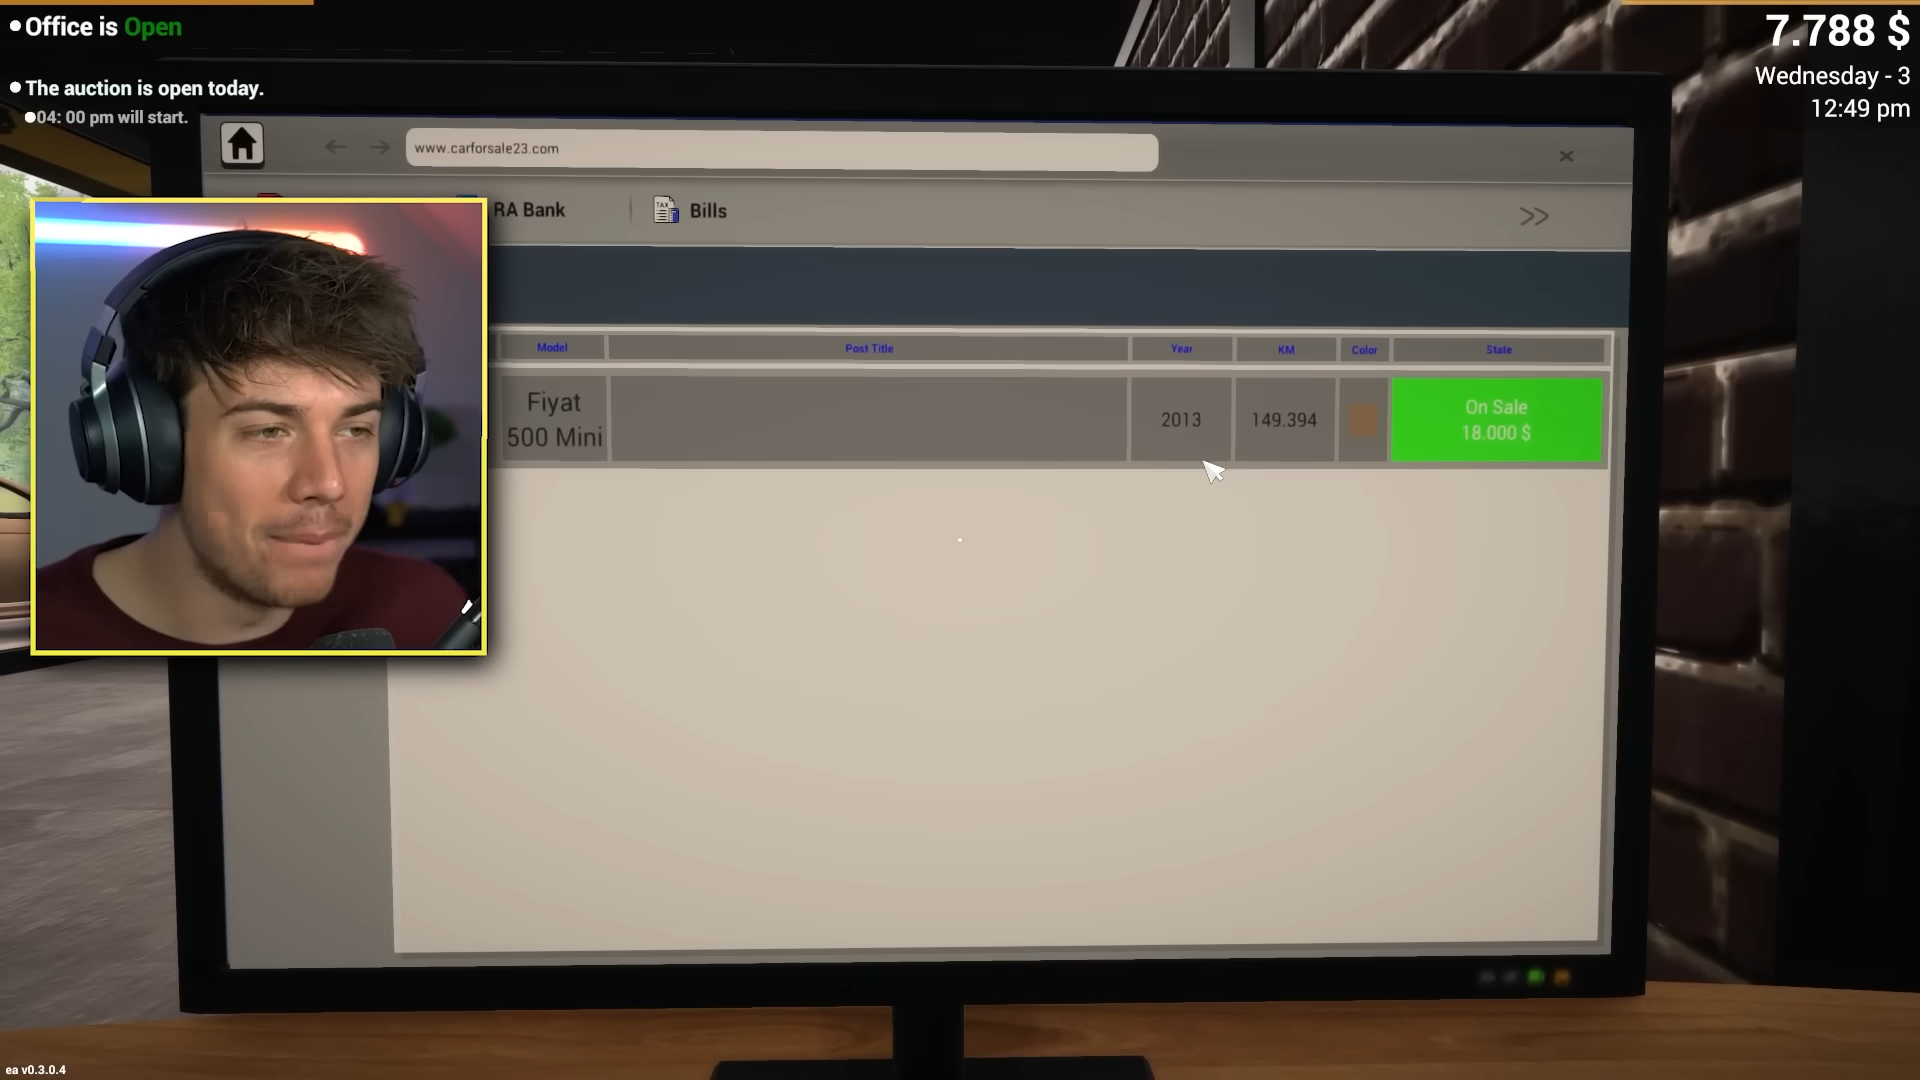 Office is Open
The auction is open today.
04: 00 pm will start.
7.788 $
Wednesday - 3
12:49 pm
www.carforsale23.com
RA Bank
TAX
Bills
Model
Post Title
Year
KM
Color
State
Fiyat
500 Mini
2013
149.394
On Sale
18.000 $
ea v0.3.0.4